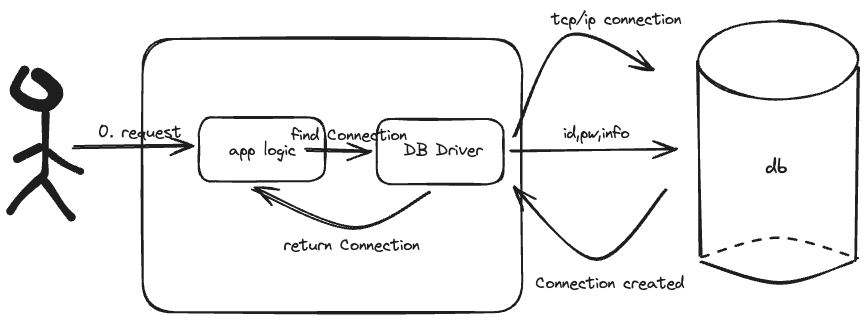 tcp/ip connection
0. request
find Connection
id,pw,info
app logic
DB Driver
db
return Connection
Connection created